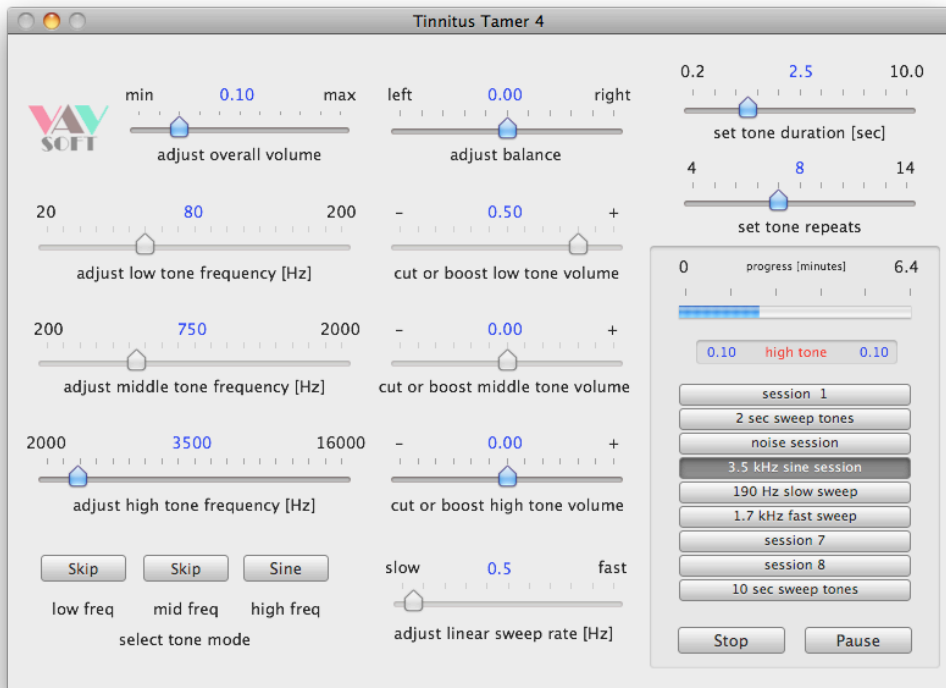 Tinnitus Tamer 4
VAV
SOFT
min 0.10 max
adjust overall volume
left 0.00 right
adjust balance
0.2 2.5 10.0
set tone duration [sec]
4 8 14
set tone repeats
20 80 200
adjust low tone frequency [Hz]
- 0.50 +
cut or boost low tone volume
200 750 2000
adjust middle tone frequency [Hz]
- 0.00 +
cut or boost middle tone volume
2000 3500 16000
adjust high tone frequency [Hz]
- 0.00 +
cut or boost high tone volume
Skip Skip Sine
low freq mid freq high freq
select tone mode
slow 0.5 fast
adjust linear sweep rate [Hz]
0 progress [minutes] 6.4
0.10 high tone 0.10
session 1
2 sec sweep tones
noise session
3.5 kHz sine session
190 Hz slow sweep
1.7 kHz fast sweep
session 7
session 8
10 sec sweep tones
Stop Pause